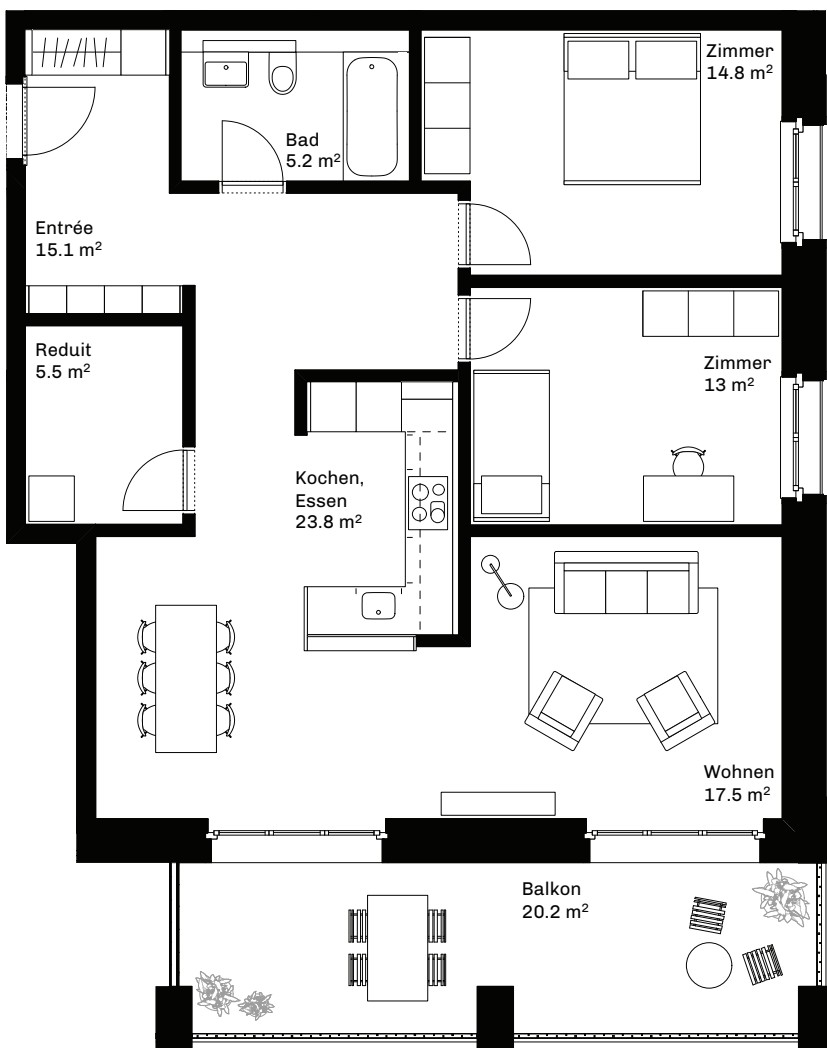 Zimmer
14.8 m²
Bad
5.2 m²
Entrée
15.1 m²
Reduit
5.5 m²
Zimmer
13 m²
Kochen,
Essen
23.8 m²
Wohnen
17.5 m²
Balkon
20.2 m²